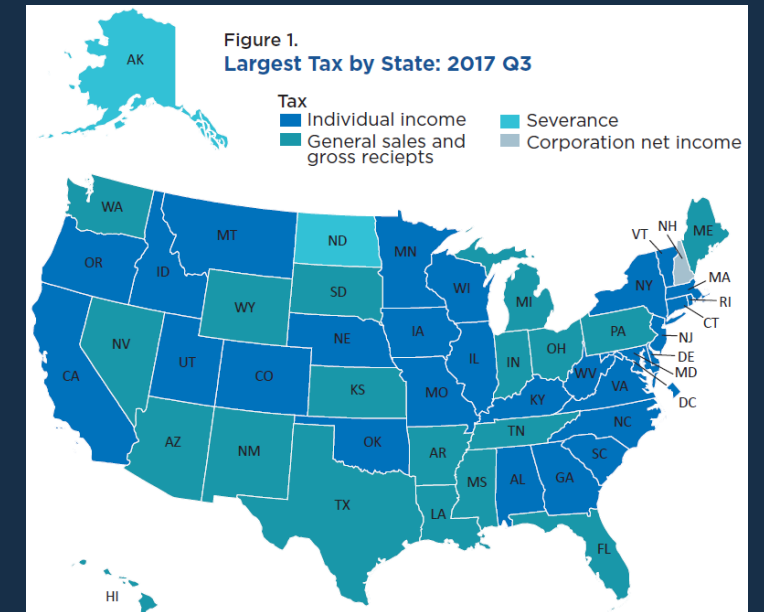 Figure 1.
Largest Tax by State: 2017 Q3
Tax
Individual income
General sales and
gross reciepts
Severance
Corporation net income
AK
WA
MT
ND
MN
OR
ID
WY
SD
WI
MI
NY
VT
NH
ME
MA
RI
CT
NJ
DE
MD
DC
PA
NV
UT
CO
NE
IA
IL
IN
OH
WV
VA
CA
KS
MO
KY
NC
AZ
NM
OK
AR
TN
SC
TX
LA
MS
AL
GA
FL
HI